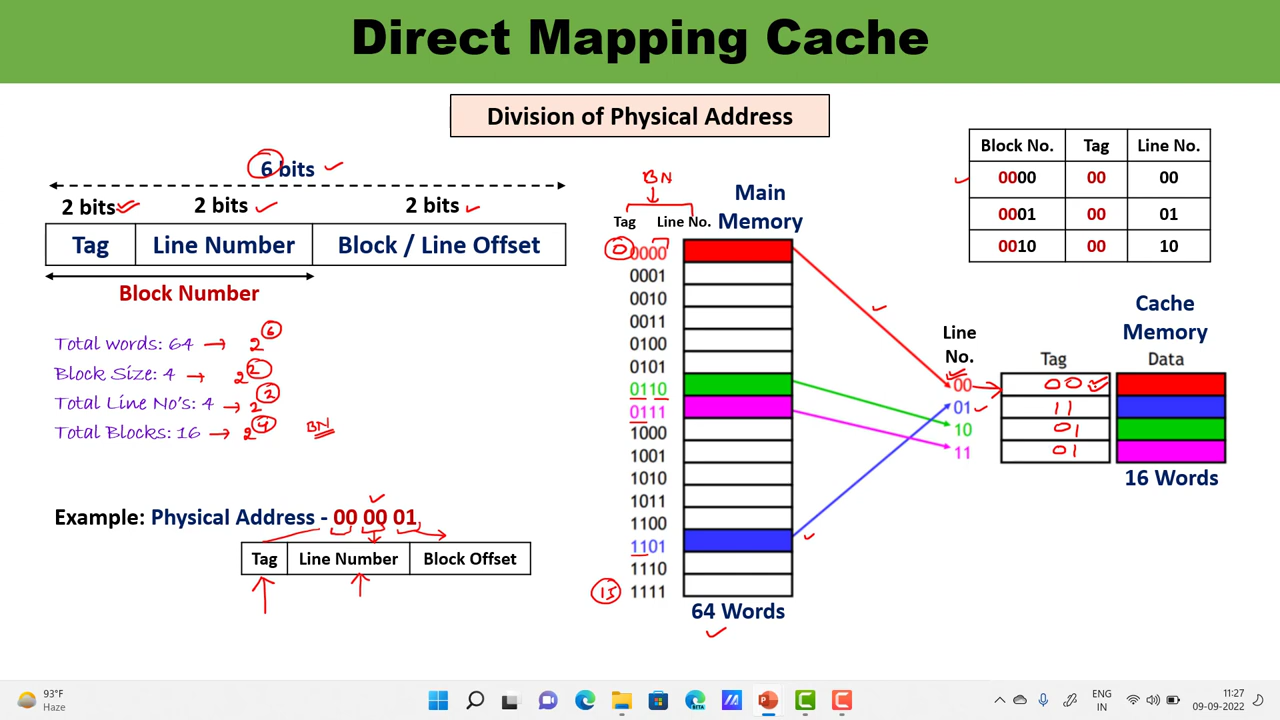 Direct Mapping Cache
Division of Physical Address
6 bits
2 bits 2 bits 2 bits
Tag Line Number Block / Line Offset
Block Number
Total words: 64 → 2^6
Block Size: 4 → 2^2
Total Line No's: 4 → 2^2
Total Blocks: 16 → 2^4 BN
Example: Physical Address - 00 00 01
Tag Line Number Block Offset
BN
Tag Line No.
Main
Memory
0 0000
0001
0010
0011
0100
0101
0110
0111
1000
1001
1010
1011
1100
1101
1110
15 1111
64 Words
Block No. Tag Line No.
0000 00 00
0001 00 01
0010 00 10
Cache
Memory
Line
No. Tag Data
00 00
01 11
10 01
11 01
16 Words
93°F
Haze
ENG
IN
11:27
09-09-2022